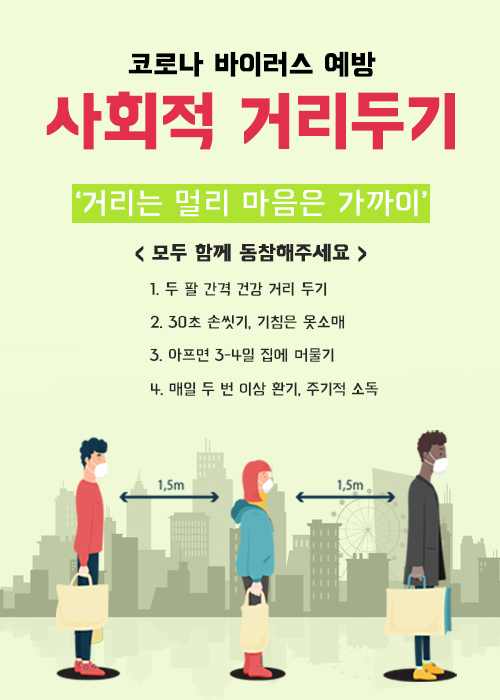 코로나 바이러스 예방
사회적 거리두기
‘거리는 멀리 마음은 가까이’
< 모두 함께 동참해주세요 >
1. 두 팔 간격 건강 거리 두기
2. 30초 손씻기, 기침은 옷소매
3. 아프면 3-4일 집에 머물기
4. 매일 두 번 이상 환기, 주기적 소독
1,5m
1,5m